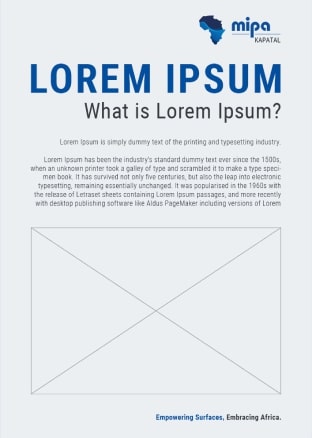 mipa
KAPATAL
LOREM IPSUM
What is Lorem Ipsum?
Lorem Ipsum is simply dummy text of the printing and typesetting industry.
Lorem Ipsum has been the industry's standard dummy text ever since the 1500s,
when an unknown printer took a galley of type and scrambled it to make a type speci-
men book. It has survived not only five centuries, but also the leap into electronic
typesetting, remaining essentially unchanged. It was popularised in the 1960s with
the release of Letraset sheets containing Lorem Ipsum passages, and more recently
with desktop publishing software like Aldus PageMaker including versions of Lorem
Empowering Surfaces, Embracing Africa.